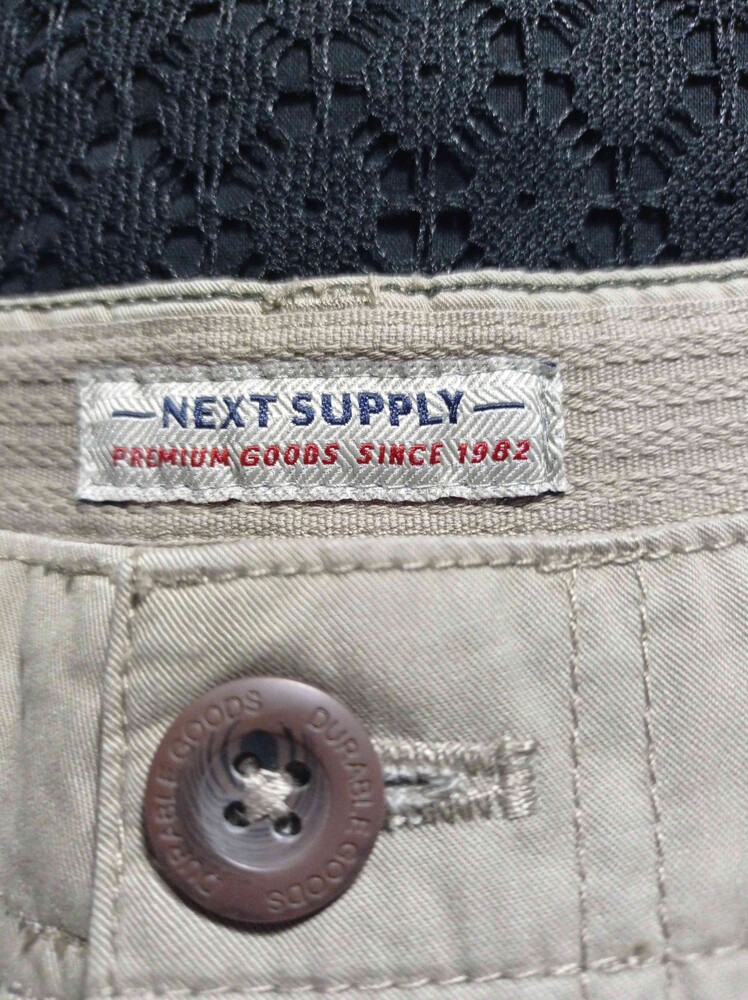 —NEXT SUPPLY—
PREMIUM GOODS SINCE 1982
DURABLE GOODS DURABLE GOODS